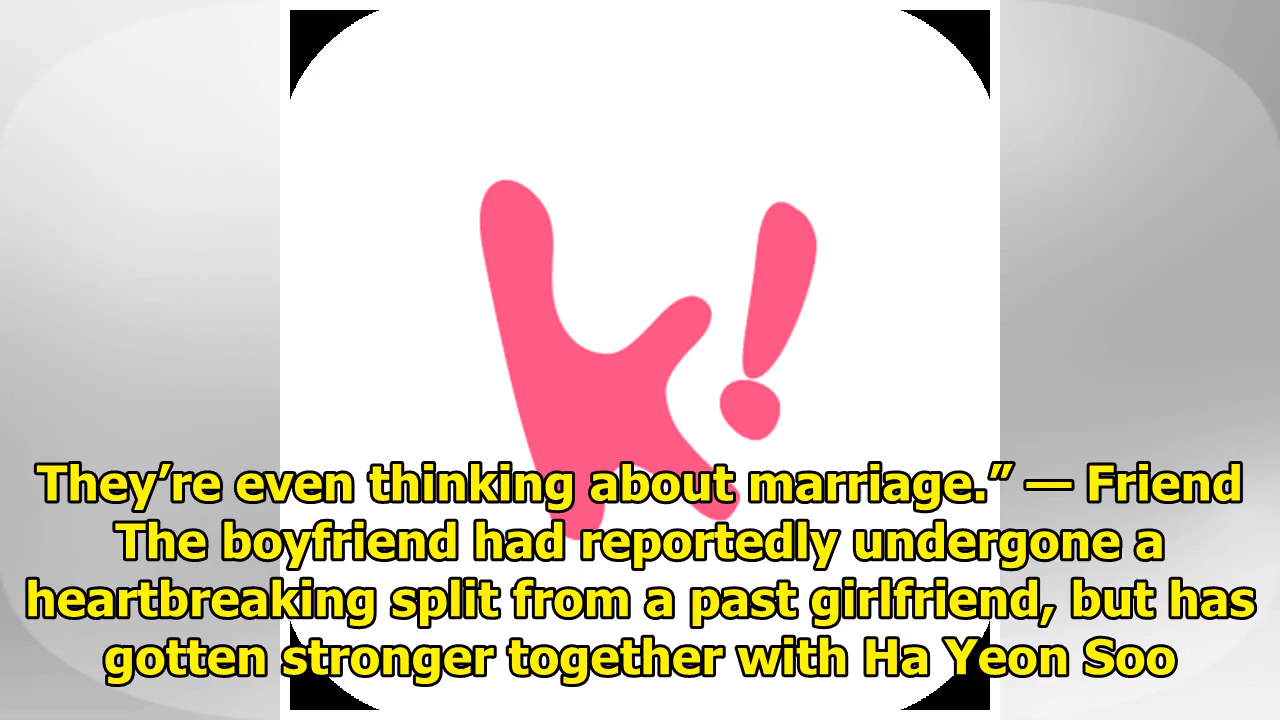 k!
They’re even thinking about marriage.” — Friend
The boyfriend had reportedly undergone a
heartbreaking split from a past girlfriend, but has
gotten stronger together with Ha Yeon Soo